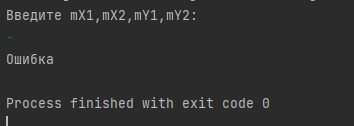 Введите mX1,mX2,mY1,mY2:
-
Ошибка
Process finished with exit code 0